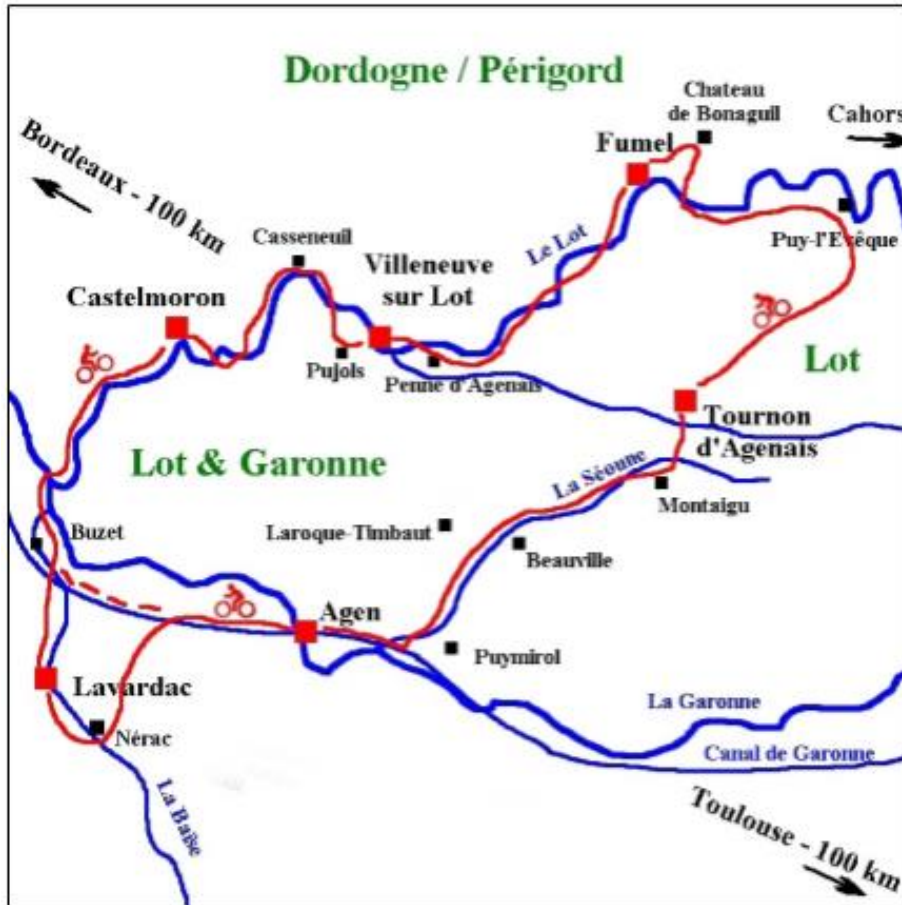 Dordogne / Périgord
Chateau
de Bonaguil
Cahors
Bordeaux - 100 km
Fumel
Casseneuil
Le Lot
Puy-l'Evêque
Villeneuve
sur Lot
Castelmoron
Pujols
Penne d'Agenais
Lot
Tournon
d'Agenais
Lot & Garonne
La Séoune
Montaigu
Buzet
Laroque-Timbaut
Beauville
Agen
Puymirol
Lavardac
La Garonne
Nérac
Canal de Garonne
La Baïse
Toulouse - 100 km